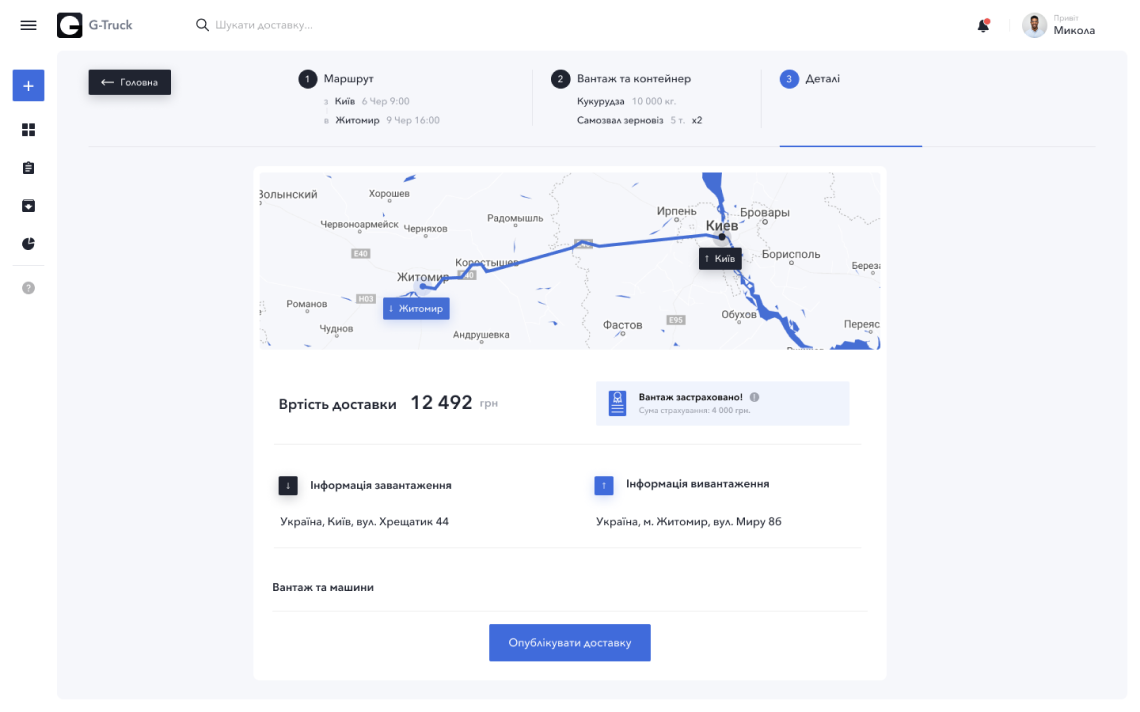 G-Truck
Шукати доставку...
Привіт
Микола
← Головна
1 Маршрут
з Київ 6 Чер 9:00
в Житомир 9 Чер 16:00
2 Вантаж та контейнер
Кукурудза 10 000 кг.
Самозвал зерновіз 5 т. x2
3 Деталі
Волынский
Хорошев
Червоноармейск
Черняхов
Радомышль
Ирпень
Бровары
Киев
E40
Борисполь
↑ Київ
Коростышев
Житомир
Береза
Романов
H03
↓ Житомир
Чуднов
Андрушевка
Фастов
E95
Обухов
Переяс
Вртість доставки 12 492 грн
Вантаж застраховано!
Сума страхування: 4 000 грн.
↓ Інформація завантаження
Україна, Київ, вул. Хрещатик 44
↑ Інформація вивантаження
Україна, м. Житомир, вул. Миру 8б
Вантаж та машини
Опублікувати доставку